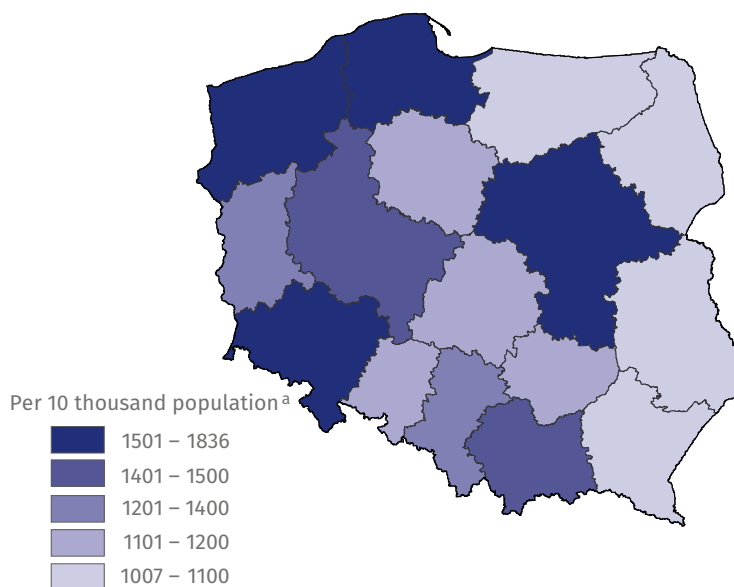 Per 10 thousand population a
1501 – 1836
1401 – 1500
1201 – 1400
1101 – 1200
1007 – 1100